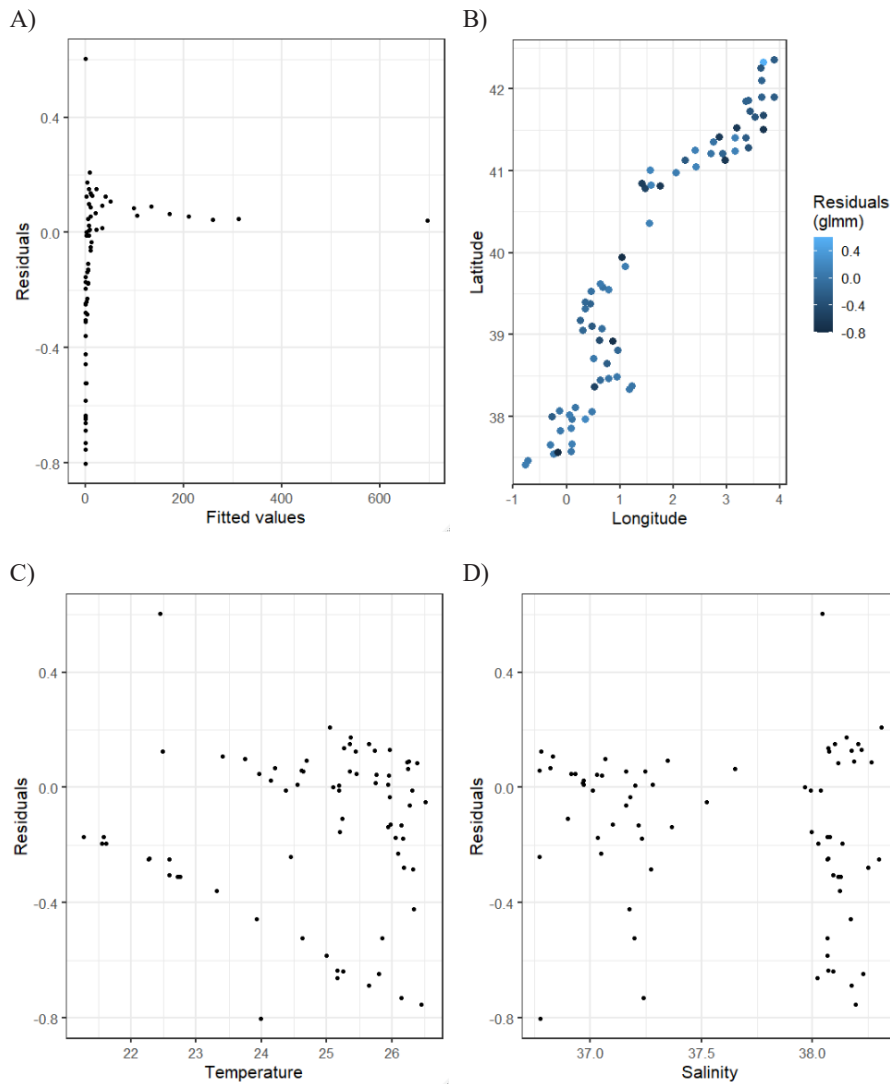 A)
B)
Residuals
0.4
0.0
-0.4
-0.8
0
200
400
600
Fitted values
Latitude
42
41
40
39
38
-1
0
1
2
3
4
Longitude
Residuals
(glmm)
0.4
0.0
-0.4
-0.8
C)
D)
Residuals
0.4
0.0
-0.4
-0.8
22
23
24
25
26
Temperature
Residuals
0.4
0.0
-0.4
-0.8
37.0
37.5
38.0
Salinity